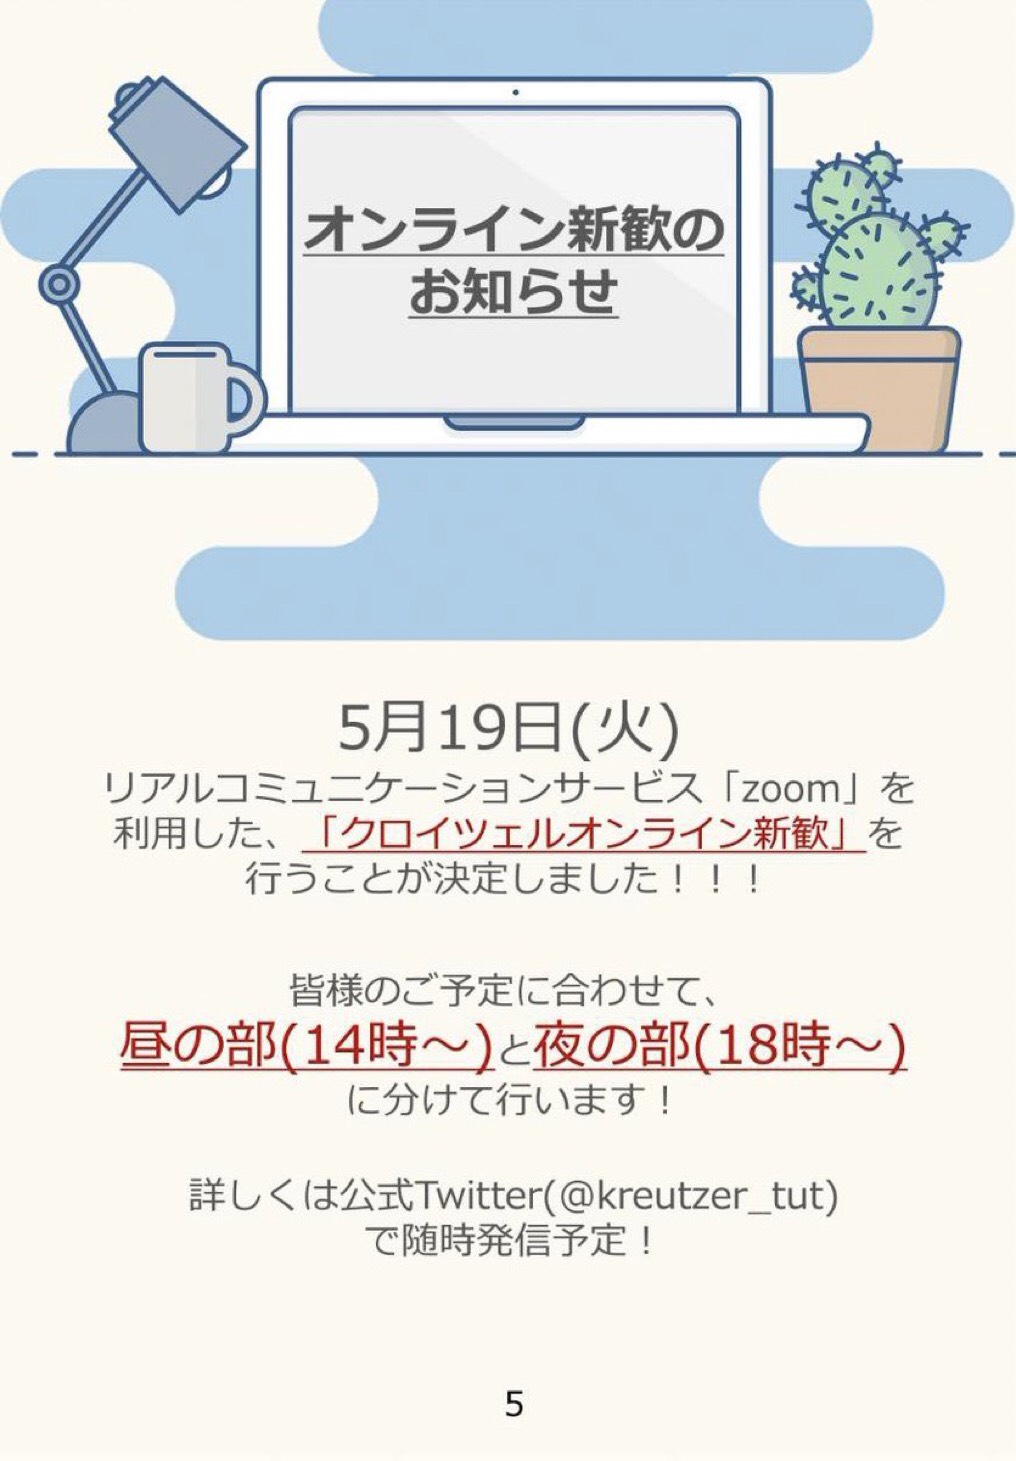 オンライン新歓の
お知らせ
5月19日(火)
リアルコミュニケーションサービス「zoom」を
利用した、「クロイツェルオンライン新歓」を
行うことが決定しました！！！
皆様のご予定に合わせて、
昼の部(14時～)と夜の部(18時～)
に分けて行います！
詳しくは公式Twitter(@kreutzer_tut)
で随時発信予定！
5